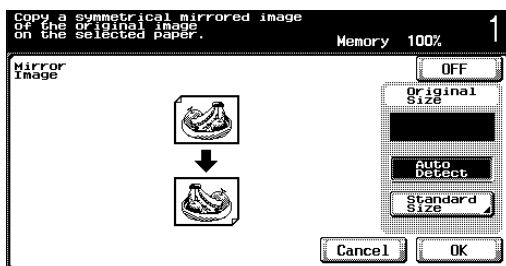 Copy a symmetrical mirrored image
of the original image
on the selected paper.
Memory 100%
1
Mirror
Image
OFF
Original
Size
Auto
Detect
Standard
Size
Cancel
OK